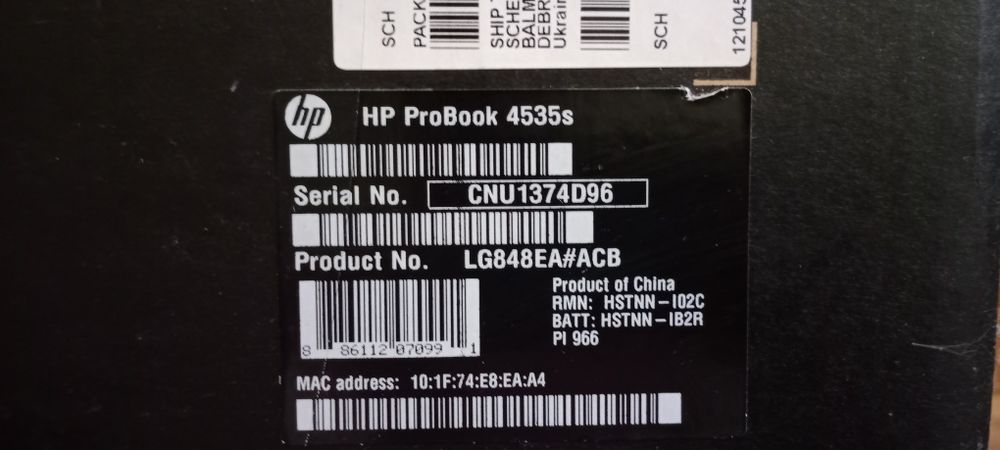 SCH
PACK
SHIP
SCHE
BALM
DEBR
Ukrain
SCH
121045
hp
HP ProBook 4535s
Serial No. CNU1374D96
Product No. LG848EA#ACB
Product of China
RMN: HSTNN-I02C
BATT: HSTNN-IB2R
PI 966
8 86112 07099 1
MAC address: 10:1F:74:E8:EA:A4